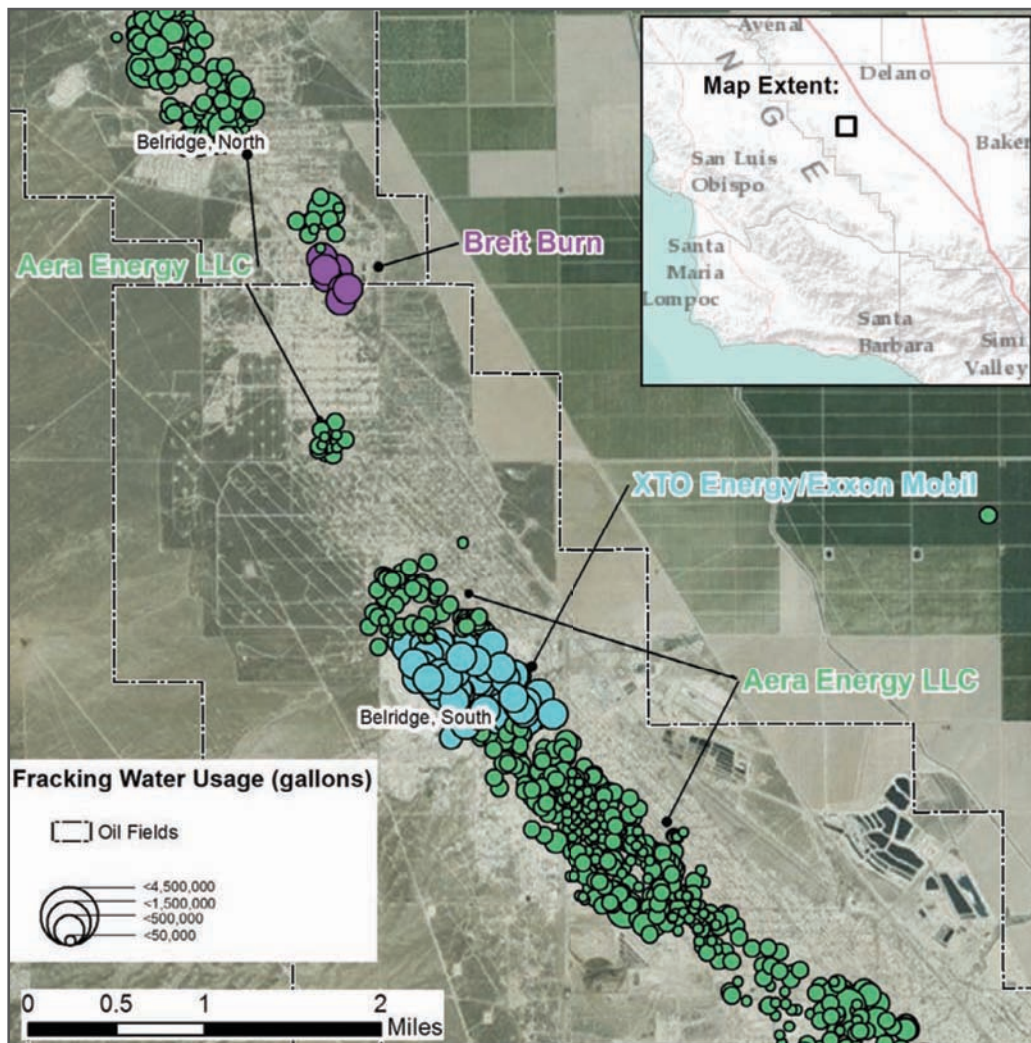 Avenal
Delano
Map Extent:
N
G
E
Baker
San Luis
Obispo
Santa
Maria
Lompoc
Santa
Barbara
Simi
Valley
Belridge, North
Breit Burn
Aera Energy LLC
XTO Energy/Exxon Mobil
Aera Energy LLC
Belridge, South
Fracking Water Usage (gallons)
Oil Fields
<4,500,000
<1,500,000
<500,000
<50,000
0 0.5 1 2
Miles